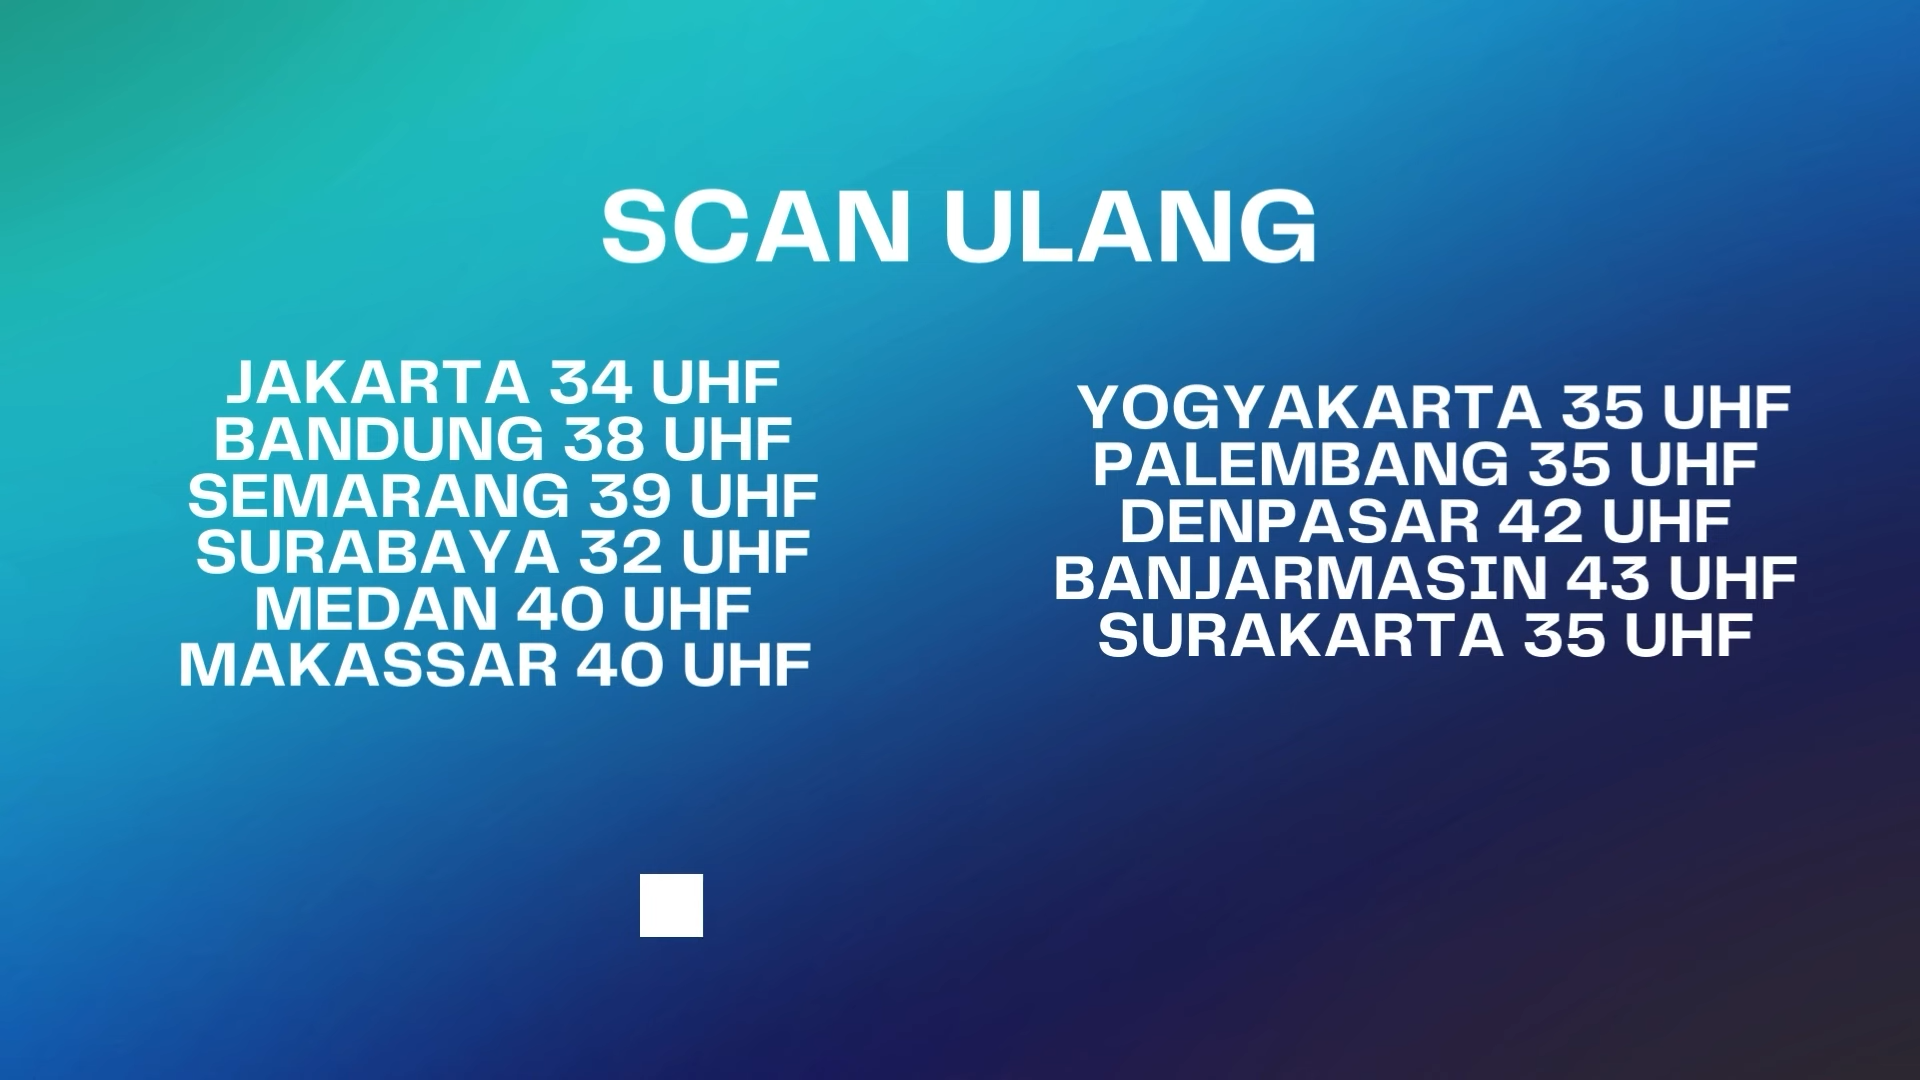 SCAN ULANG
JAKARTA 34 UHF
BANDUNG 38 UHF
SEMARANG 39 UHF
SURABAYA 32 UHF
MEDAN 40 UHF
MAKASSAR 40 UHF
YOGYAKARTA 35 UHF
PALEMBANG 35 UHF
DENPASAR 42 UHF
BANJARMASIN 43 UHF
SURAKARTA 35 UHF